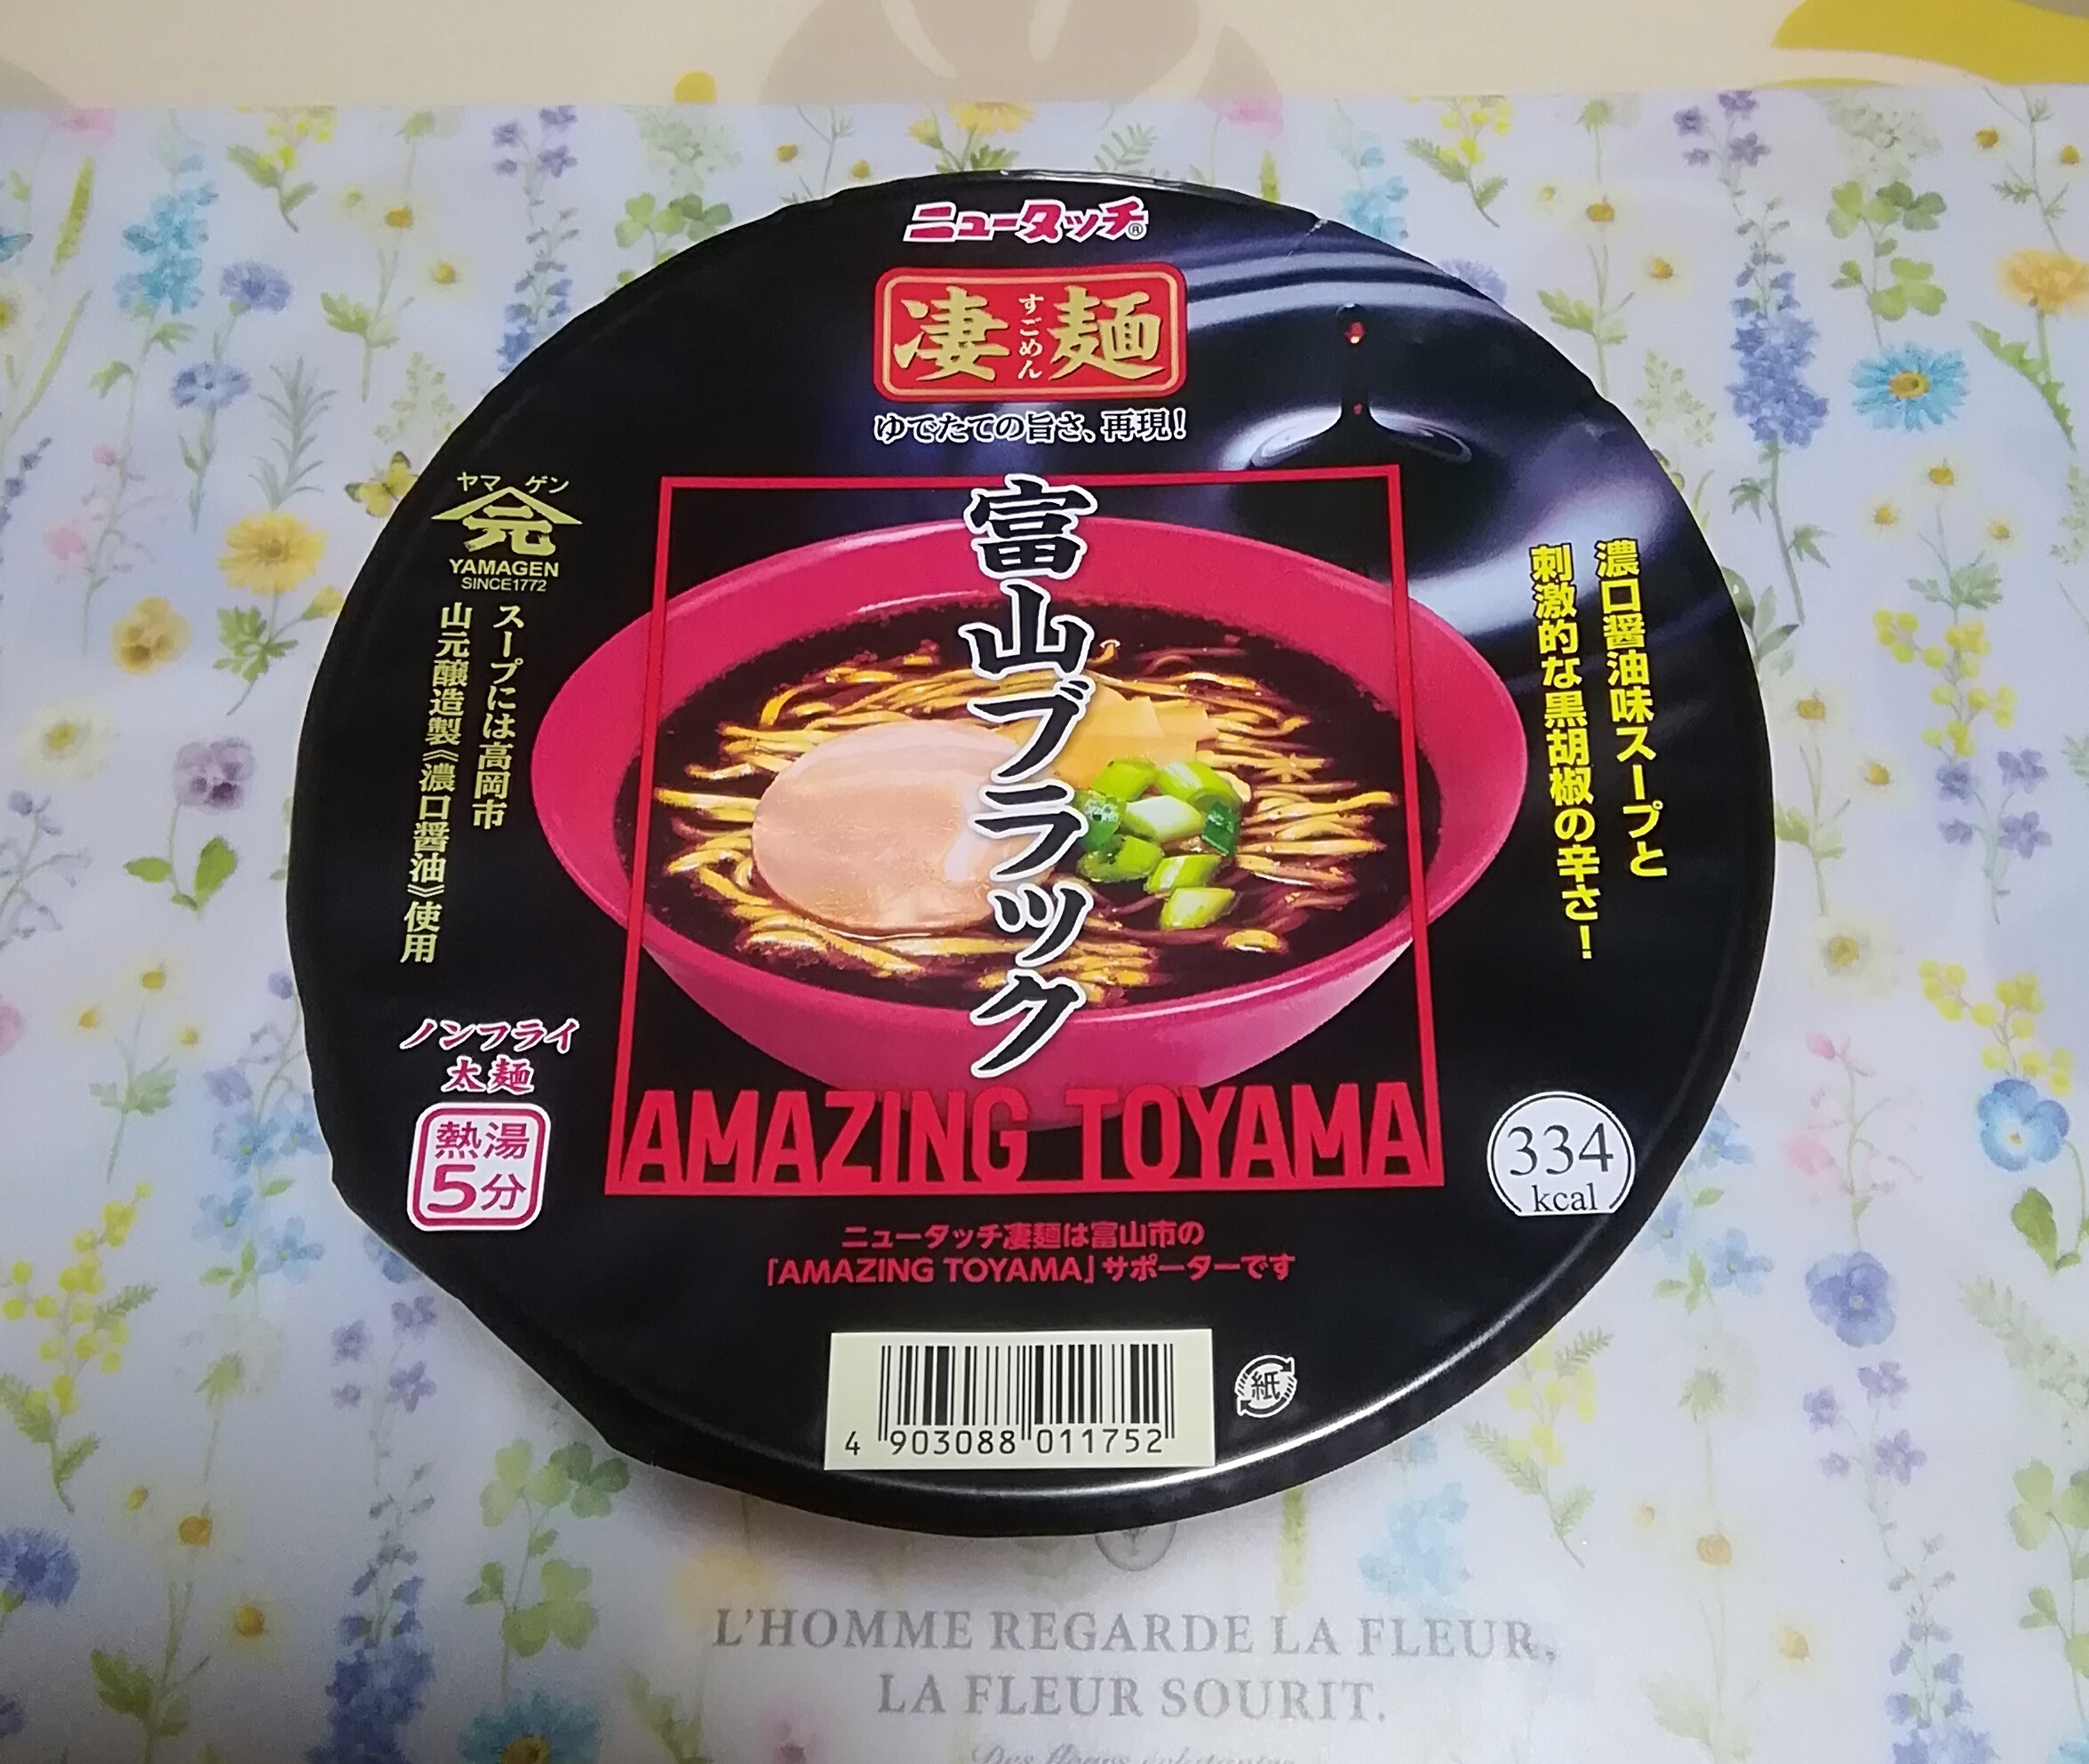 ニュータッチ®
凄麺
すごめん
ゆでたての旨さ、再現!
ヤマゲン
元
YAMAGEN
SINCE1772
スープには高岡市
山元醸造製《濃口醤油》使用
富山ブラック
濃口醤油味スープと
刺激的な黒胡椒の辛さ!
ノンフライ
太麺
熱湯
5分
AMAZING TOYAMA
334
kcal
ニュータッチ凄麺は富山市の
「AMAZING TOYAMA」サポーターです
4 903088 011752
紙
L'HOMME REGARDE LA FLEUR,
LA FLEUR SOURIT.